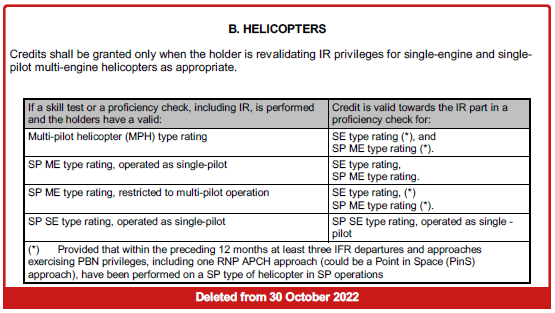 B. HELICOPTERS
Credits shall be granted only when the holder is revalidating IR privileges for single-engine and single-
pilot multi-engine helicopters as appropriate.
If a skill test or a proficiency check, including IR, is performed
and the holders have a valid:
Credit is valid towards the IR part in a
proficiency check for:
Multi-pilot helicopter (MPH) type rating
SE type rating (*), and
SP ME type rating (*).
SP ME type rating, operated as single-pilot
SE type rating,
SP ME type rating.
SP ME type rating, restricted to multi-pilot operation
SE type rating, (*)
SP ME type rating (*).
SP SE type rating, operated as single-pilot
SP SE type rating, operated as single -
pilot
(*) Provided that within the preceding 12 months at least three IFR departures and approaches
exercising PBN privileges, including one RNP APCH approach (could be a Point in Space (PinS)
approach), have been performed on a SP type of helicopter in SP operations
Deleted from 30 October 2022